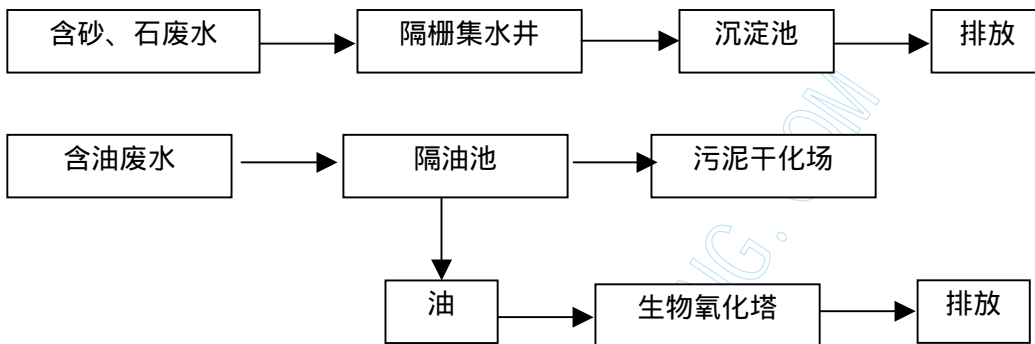 含砂、石废水 隔栅集水井 沉淀池 排放
含油废水 隔油池 污泥干化场
油 生物氧化塔 排放